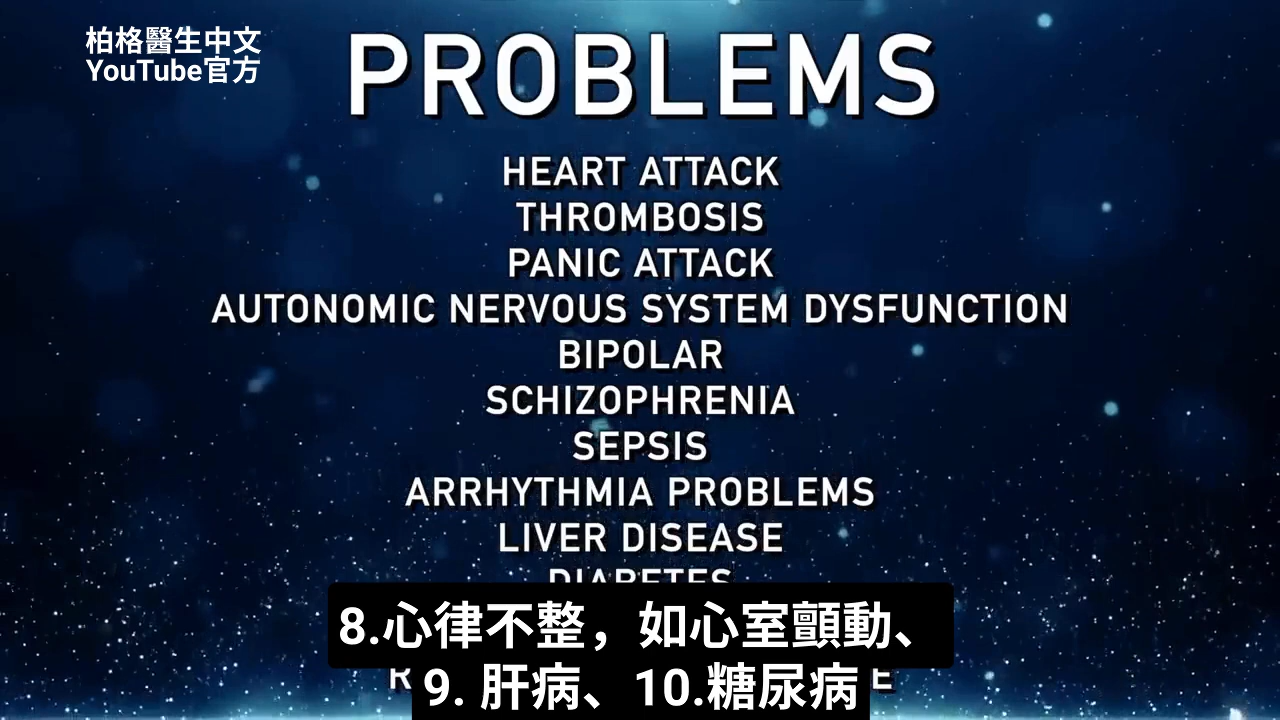 柏格醫生中文
YouTube官方
PROBLEMS
HEART ATTACK
THROMBOSIS
PANIC ATTACK
AUTONOMIC NERVOUS SYSTEM DYSFUNCTION
BIPOLAR
SCHIZOPHRENIA
SEPSIS
ARRHYTHMIA PROBLEMS
LIVER DISEASE
DIABETES
8.心律不整，如心室顫動、
9. 肝病、10.糖尿病